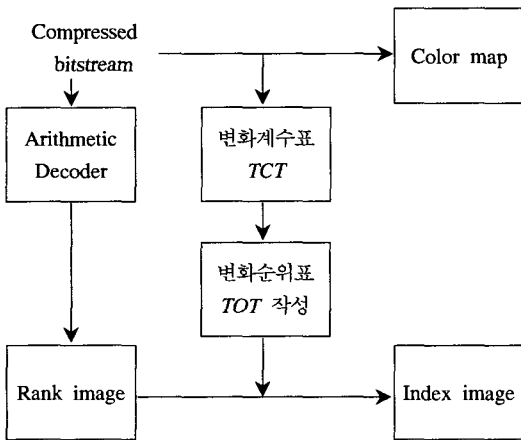 Compressed
bitstream
Color map
Arithmetic
Decoder
변화계수표
TCT
변화순위표
TOT 작성
Rank image
Index image